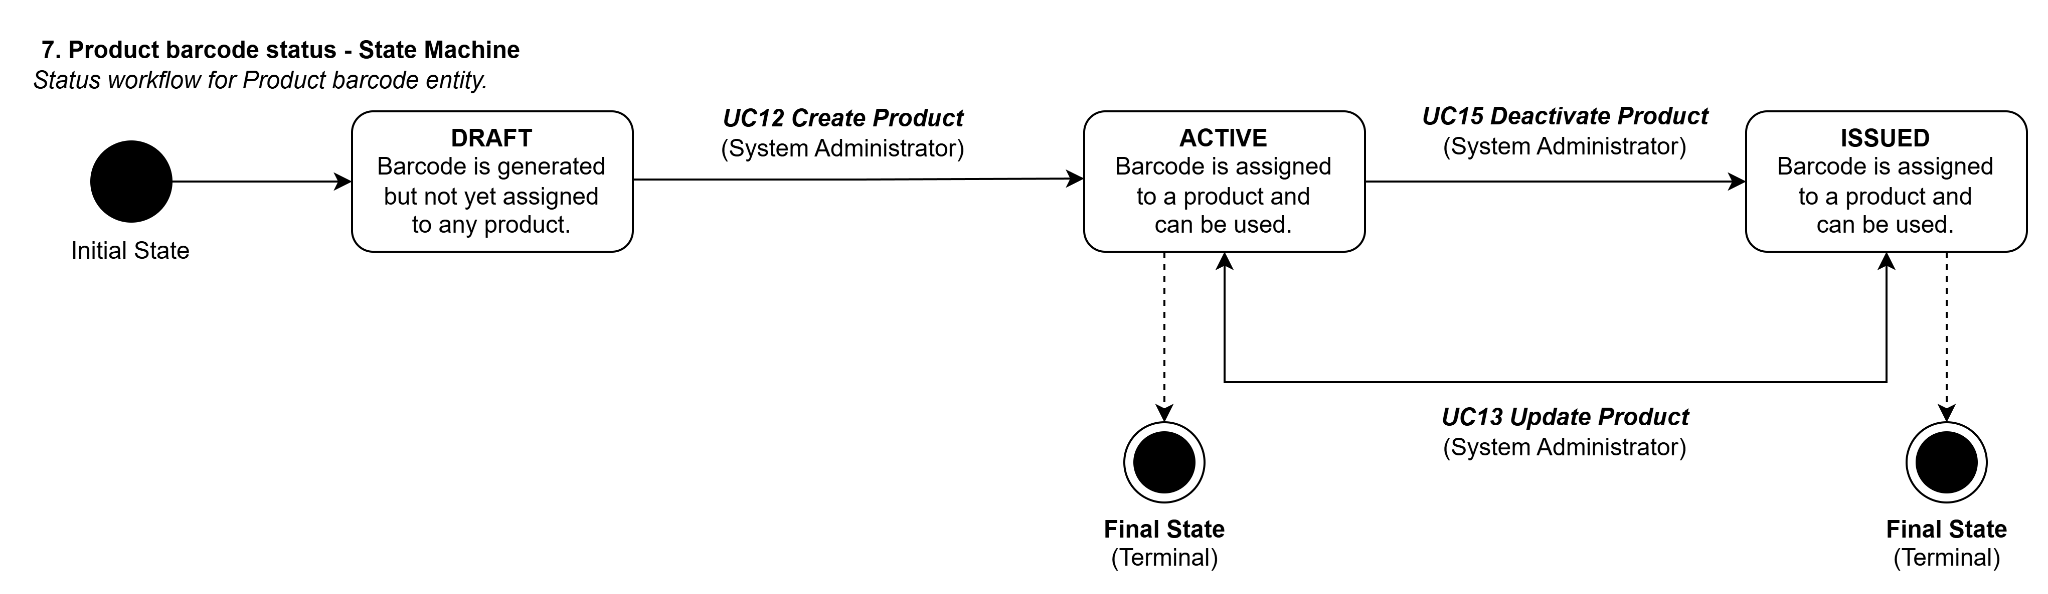 7. Product barcode status - State Machine
Status workflow for Product barcode entity.
Initial State
DRAFT
Barcode is generated
but not yet assigned
to any product.
UC12 Create Product
(System Administrator)
ACTIVE
Barcode is assigned
to a product and
can be used.
UC15 Deactivate Product
(System Administrator)
ISSUED
Barcode is assigned
to a product and
can be used.
UC13 Update Product
(System Administrator)
Final State
(Terminal)
Final State
(Terminal)